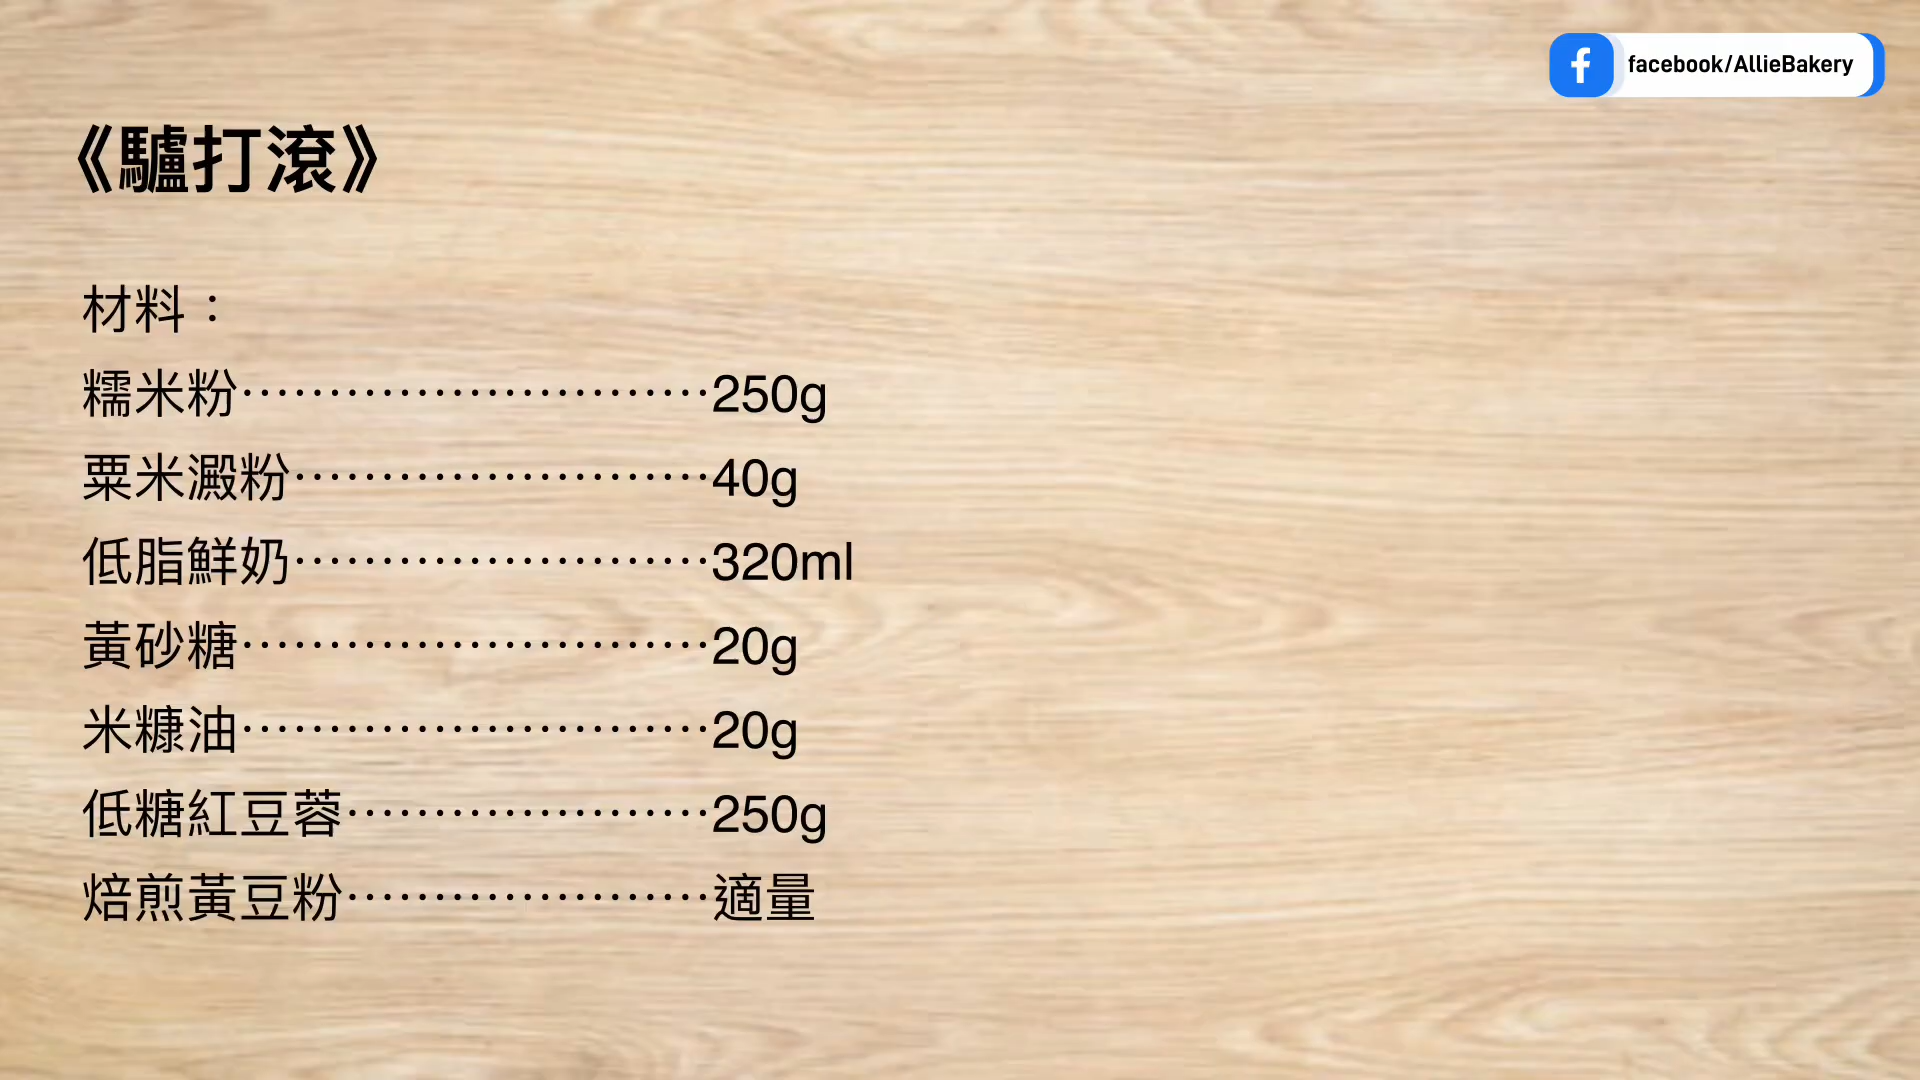 facebook/AllieBakery
《驢打滾》
材料：
糯米粉…………………………250g
粟米澱粉………………………40g
低脂鮮奶………………………320ml
黃砂糖…………………………20g
米糠油…………………………20g
低糖紅豆蓉……………………250g
焙煎黃豆粉……………………適量